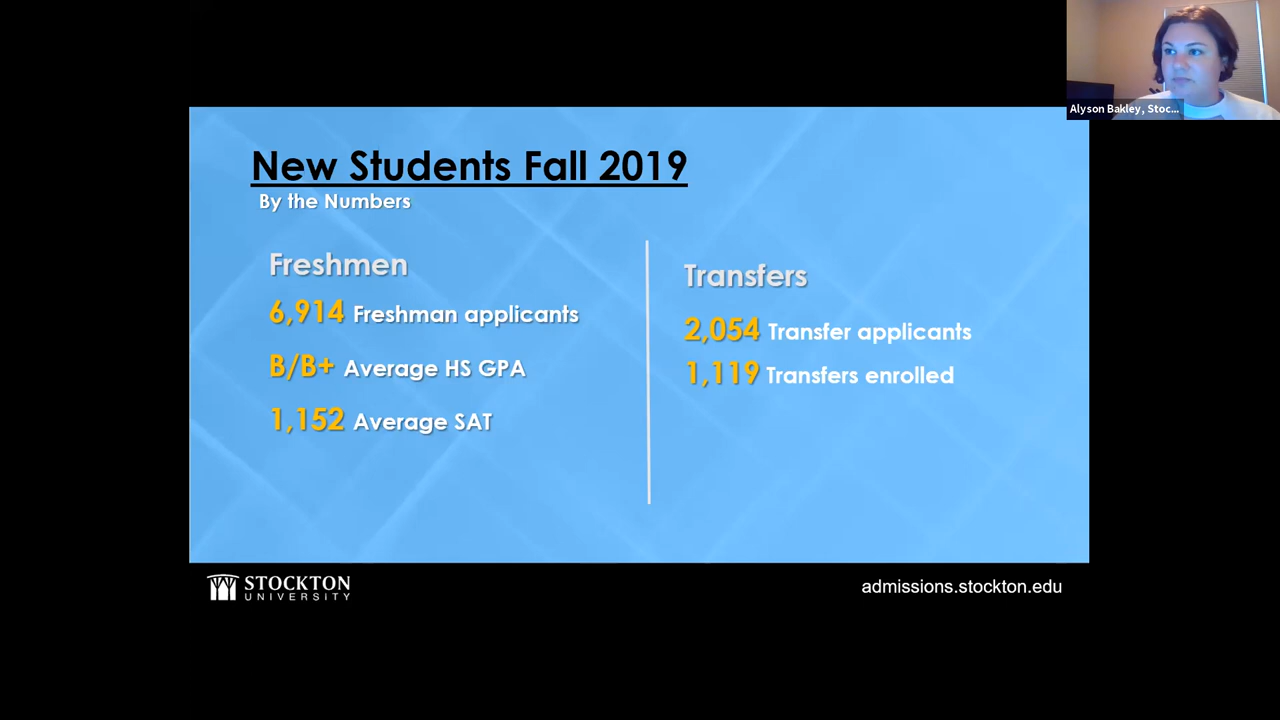 Alyson Bakley, Stoc...
New Students Fall 2019
By the Numbers
Freshmen
6,914 Freshman applicants
B/B+ Average HS GPA
1,152 Average SAT
Transfers
2,054 Transfer applicants
1,119 Transfers enrolled
STOCKTON
UNIVERSITY
admissions.stockton.edu